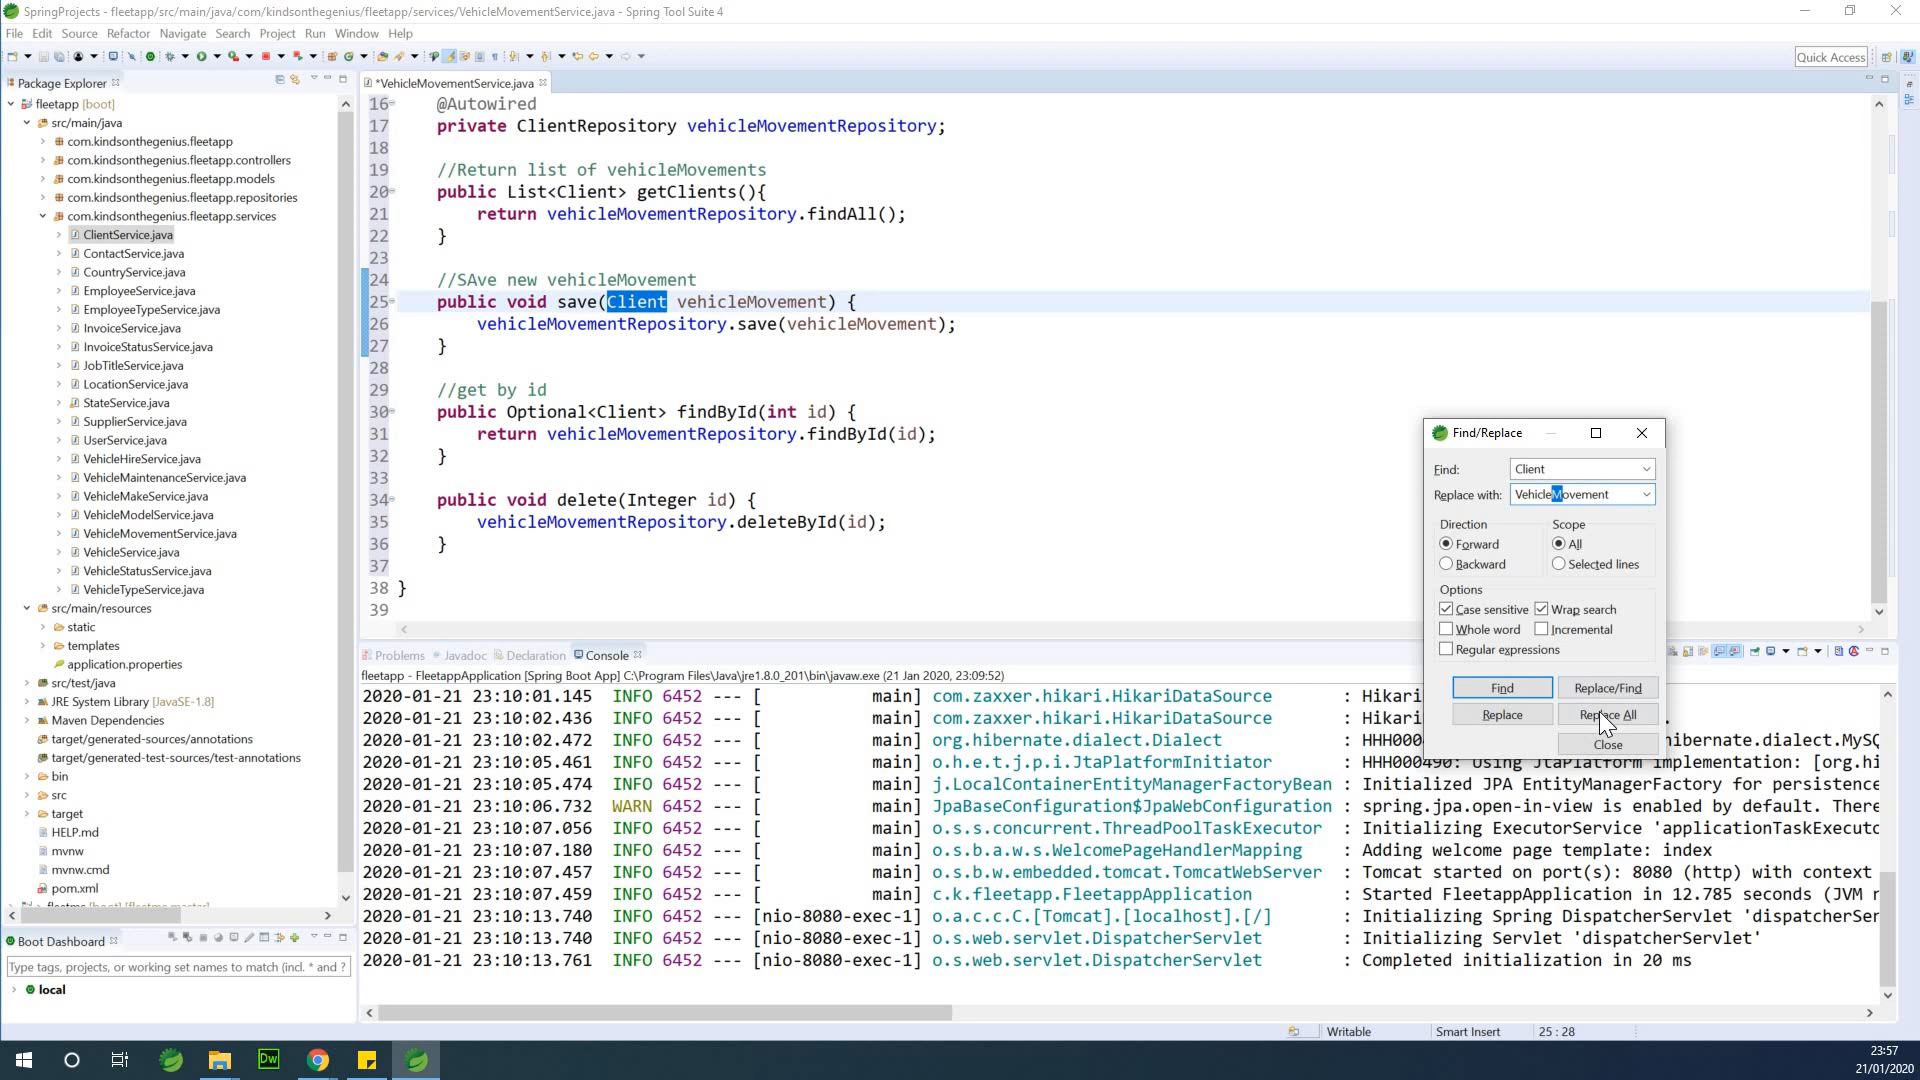 SpringProjects - fleetapp/src/main/java/com/kindsonthegenius/fleetapp/services/VehicleMovementService.java - Spring Tool Suite 4
File Edit Source Refactor Navigate Search Project Run Window Help
Quick Access
Package Explorer
fleetapp [boot]
src/main/java
com.kindsonthegenius.fleetapp
com.kindsonthegenius.fleetapp.controllers
com.kindsonthegenius.fleetapp.models
com.kindsonthegenius.fleetapp.repositories
com.kindsonthegenius.fleetapp.services
ClientService.java
ContactService.java
CountryService.java
EmployeeService.java
EmployeeTypeService.java
InvoiceService.java
InvoiceStatusService.java
JobTitleService.java
LocationService.java
StateService.java
SupplierService.java
UserService.java
VehicleHireService.java
VehicleMaintenanceService.java
VehicleMakeService.java
VehicleModelService.java
VehicleMovementService.java
VehicleService.java
VehicleStatusService.java
VehicleTypeService.java
src/main/resources
static
templates
application.properties
src/test/java
JRE System Library [JavaSE-1.8]
Maven Dependencies
target/generated-sources/annotations
target/generated-test-sources/test-annotations
bin
src
target
HELP.md
mvnw
mvnw.cmd
pom.xml
Boot Dashboard
Type tags, projects, or working set names to match (incl. * and ?
local
*VehicleMovementService.java
16 @Autowired
17 private ClientRepository vehicleMovementRepository;
18
19 //Return list of vehicleMovements
20 public List<Client> getClients(){
21 return vehicleMovementRepository.findAll();
22 }
23
24 //SAve new vehicleMovement
25 public void save(Client vehicleMovement) {
26 vehicleMovementRepository.save(vehicleMovement);
27 }
28
29 //get by id
30 public Optional<Client> findById(int id) {
31 return vehicleMovementRepository.findById(id);
32 }
33
34 public void delete(Integer id) {
35 vehicleMovementRepository.deleteById(id);
36 }
37
38 }
39
Find/Replace
Find: Client
Replace with: VehicleMovement
Direction Scope
Forward All
Backward Selected lines
Options
Case sensitive Wrap search
Whole word Incremental
Regular expressions
Find Replace/Find
Replace Replace All
Close
Problems Javadoc Declaration Console
fleetapp - FleetappApplication [Spring Boot App] C:\Program Files\Java\jre1.8.0_201\bin\javaw.exe (21 Jan 2020, 23:09:52)
2020-01-21 23:10:01.145 INFO 6452 --- [ main] com.zaxxer.hikari.HikariDataSource : Hikari
2020-01-21 23:10:02.436 INFO 6452 --- [ main] com.zaxxer.hikari.HikariDataSource : Hikari
2020-01-21 23:10:02.472 INFO 6452 --- [ main] org.hibernate.dialect.Dialect : HHH000 hibernate.dialect.MySQ
2020-01-21 23:10:05.461 INFO 6452 --- [ main] o.h.e.t.j.p.i.JtaPlatformInitiator : HHH000490: Using JtaPlatform implementation: [org.hi
2020-01-21 23:10:05.474 INFO 6452 --- [ main] j.LocalContainerEntityManagerFactoryBean : Initialized JPA EntityManagerFactory for persistence
2020-01-21 23:10:06.732 WARN 6452 --- [ main] JpaBaseConfiguration$JpaWebConfiguration : spring.jpa.open-in-view is enabled by default. There
2020-01-21 23:10:07.056 INFO 6452 --- [ main] o.s.s.concurrent.ThreadPoolTaskExecutor : Initializing ExecutorService 'applicationTaskExecuto
2020-01-21 23:10:07.180 INFO 6452 --- [ main] o.s.b.a.w.s.WelcomePageHandlerMapping : Adding welcome page template: index
2020-01-21 23:10:07.457 INFO 6452 --- [ main] o.s.b.w.embedded.tomcat.TomcatWebServer : Tomcat started on port(s): 8080 (http) with context
2020-01-21 23:10:07.459 INFO 6452 --- [ main] c.k.fleetapp.FleetappApplication : Started FleetappApplication in 12.785 seconds (JVM r
2020-01-21 23:10:13.740 INFO 6452 --- [nio-8080-exec-1] o.a.c.c.C.[Tomcat].[localhost].[/] : Initializing Spring DispatcherServlet 'dispatcherSer
2020-01-21 23:10:13.740 INFO 6452 --- [nio-8080-exec-1] o.s.web.servlet.DispatcherServlet : Initializing Servlet 'dispatcherServlet'
2020-01-21 23:10:13.761 INFO 6452 --- [nio-8080-exec-1] o.s.web.servlet.DispatcherServlet : Completed initialization in 20 ms
Writable Smart Insert 25 : 28
Dw
23:57
21/01/2020